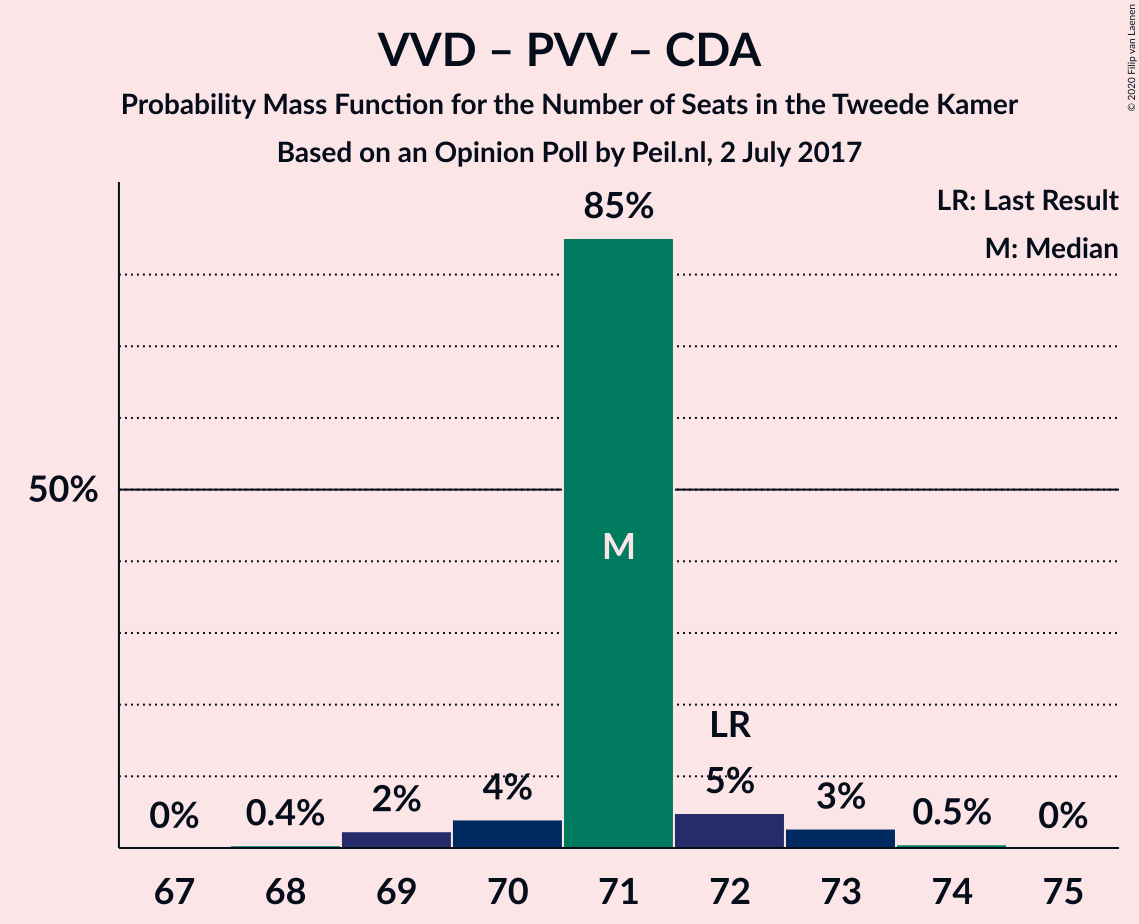 VVD – PVV – CDA
Probability Mass Function for the Number of Seats in the Tweede Kamer
Based on an Opinion Poll by Peil.nl, 2 July 2017
© 2020 Filip van Laenen
LR: Last Result
M: Median
85%
50%
M
LR
0% 0.4% 2% 4% 5% 3% 0.5% 0%
67 68 69 70 71 72 73 74 75